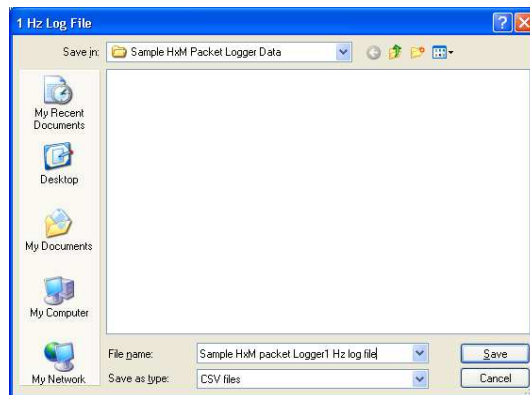 1 Hz Log File
Save in:
Sample HxM Packet Logger Data
My Recent
Documents
Desktop
My Documents
My Computer
My Network
File name:
Sample HxM packet Logger1 Hz log file
Save
Save as type:
CSV files
Cancel